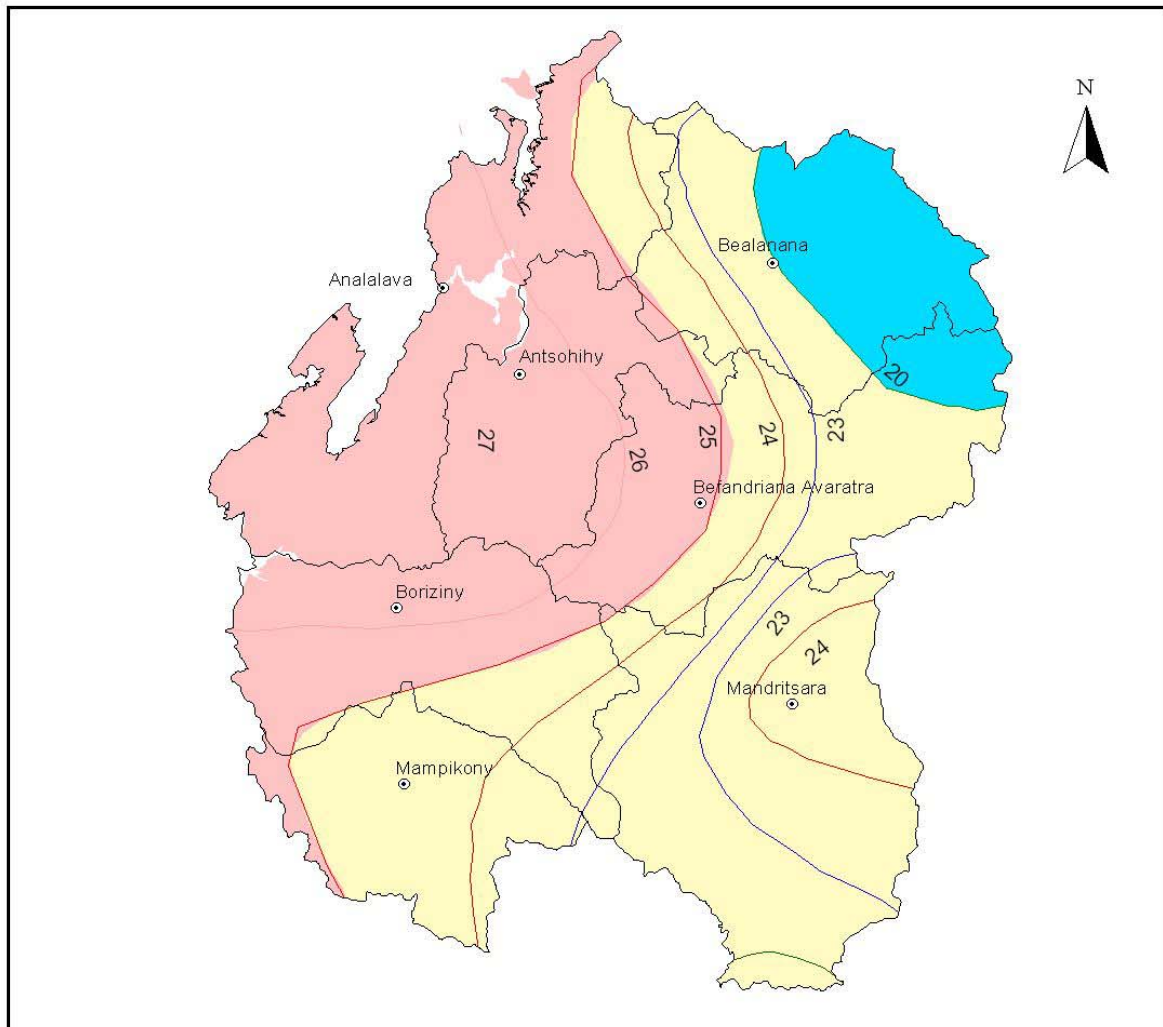 N
Bealanana
Analalava
Antsohihy
20
27
26
25
24
23
Befandriana Avaratra
Boriziny
23
24
Mandritsara
Mampikony